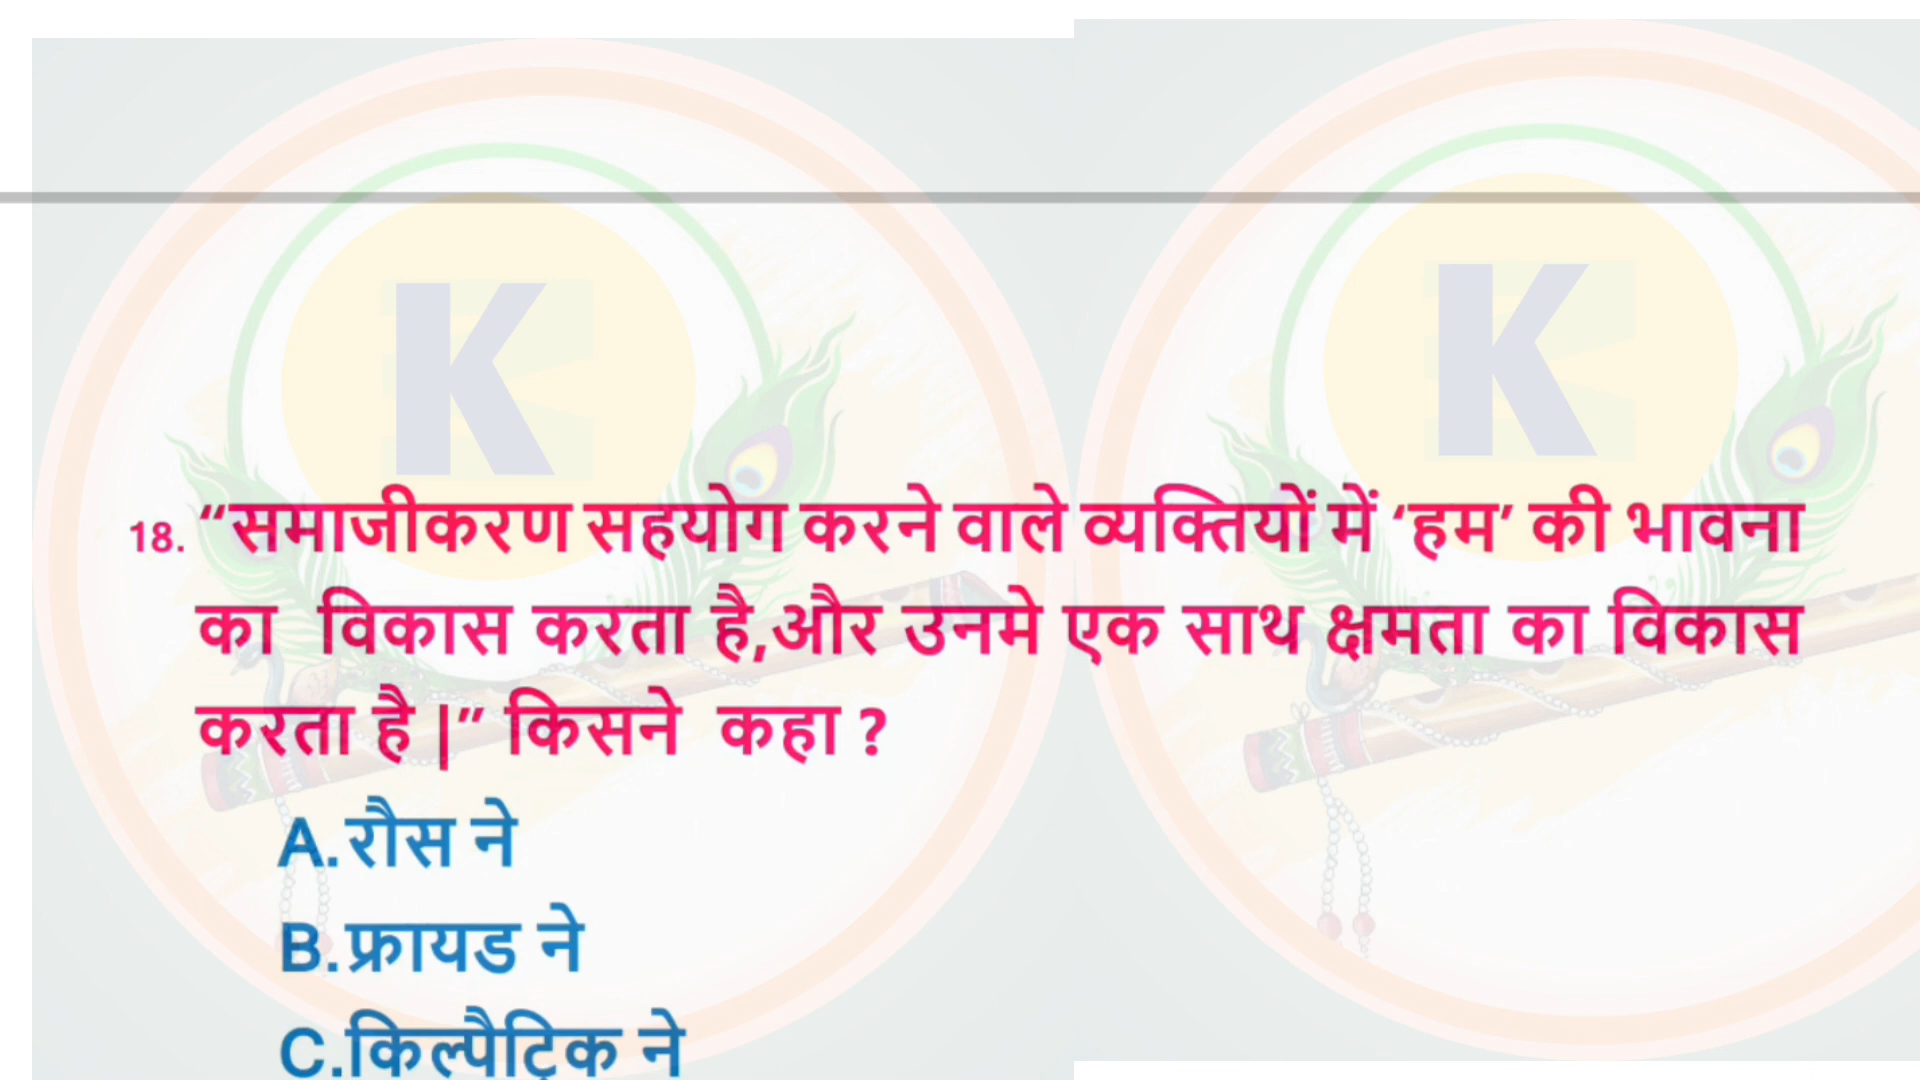 K
K
18. “समाजीकरण सहयोग करने वाले व्यक्तियों में ‘हम’ की भावना
का विकास करता है,और उनमे एक साथ क्षमता का विकास
करता है|” किसने कहा ?
A.रौस ने
B.फ्रायड ने
C.किल्पैट्रिक ने